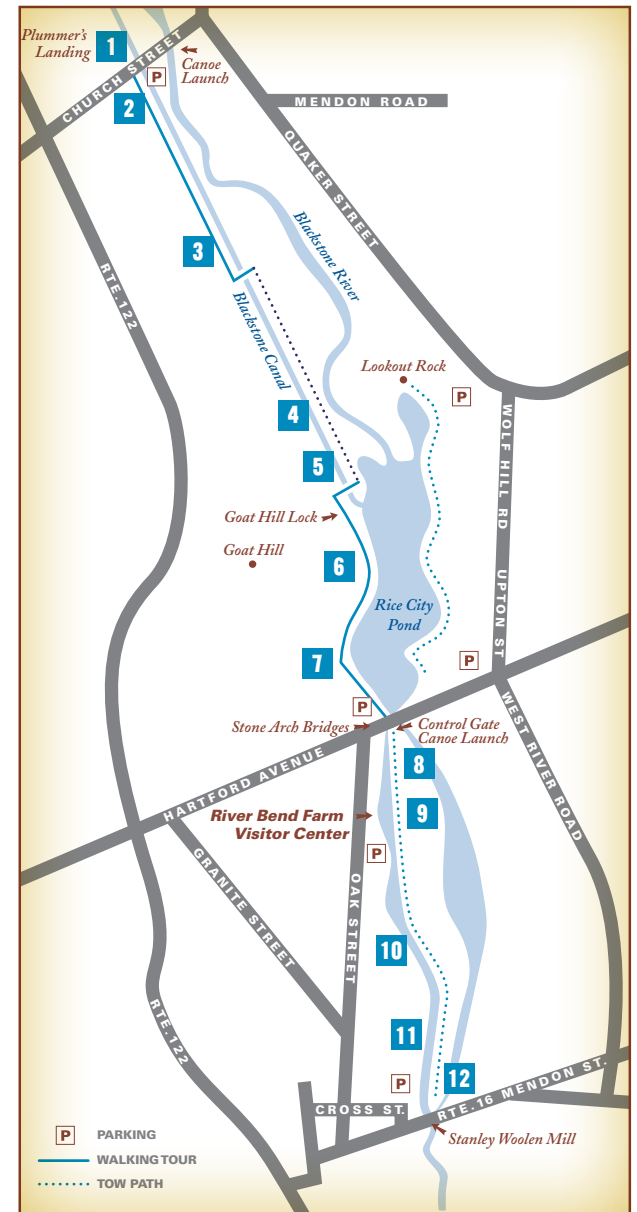 Plummer's
Landing
1
CHURCH STREET
P
Canoe
Launch
2
MENDON ROAD
QUAKER STREET
3
Blackstone River
RTE.122
Blackstone Canal
Lookout Rock
P
4
WOLF HILL RD
5
Goat Hill Lock
Goat Hill
6
UPTON ST
Rice City
Pond
7
P
P
Stone Arch Bridges
Control Gate
Canoe Launch
HARTFORD AVENUE
8
WEST RIVER ROAD
9
River Bend Farm
Visitor Center
P
GRANITE STREET
OAK STREET
10
RTE.122
11
12
P
CROSS ST.
RTE.16 MENDON ST.
Stanley Woolen Mill
P PARKING
WALKING TOUR
TOW PATH